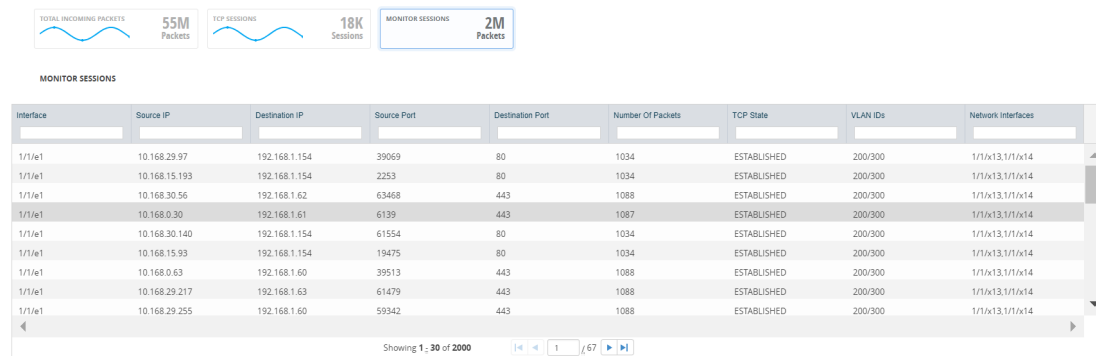 TOTAL INCOMING PACKETS 55M Packets
TCP SESSIONS 18K Sessions
MONITOR SESSIONS 2M Packets
MONITOR SESSIONS
Interface Source IP Destination IP Source Port Destination Port Number Of Packets TCP State VLAN IDs Network Interfaces
1/1/e1 10.168.29.97 192.168.1.154 39069 80 1034 ESTABLISHED 200/300 1/1/x13,1/1/x14
1/1/e1 10.168.15.193 192.168.1.154 2253 80 1034 ESTABLISHED 200/300 1/1/x13,1/1/x14
1/1/e1 10.168.30.56 192.168.1.62 63468 443 1088 ESTABLISHED 200/300 1/1/x13,1/1/x14
1/1/e1 10.168.0.30 192.168.1.61 6139 443 1087 ESTABLISHED 200/300 1/1/x13,1/1/x14
1/1/e1 10.168.30.140 192.168.1.154 61554 80 1034 ESTABLISHED 200/300 1/1/x13,1/1/x14
1/1/e1 10.168.15.93 192.168.1.154 19475 80 1034 ESTABLISHED 200/300 1/1/x13,1/1/x14
1/1/e1 10.168.0.63 192.168.1.60 39513 443 1088 ESTABLISHED 200/300 1/1/x13,1/1/x14
1/1/e1 10.168.29.217 192.168.1.63 61479 443 1088 ESTABLISHED 200/300 1/1/x13,1/1/x14
1/1/e1 10.168.29.255 192.168.1.60 59342 443 1088 ESTABLISHED 200/300 1/1/x13,1/1/x14
Showing 1 - 30 of 2000 1 / 67